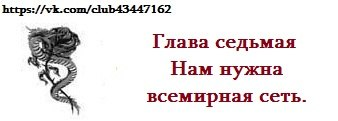 https://vk.com/club43447162
Глава седьмая
Нам нужна
всемирная сеть.